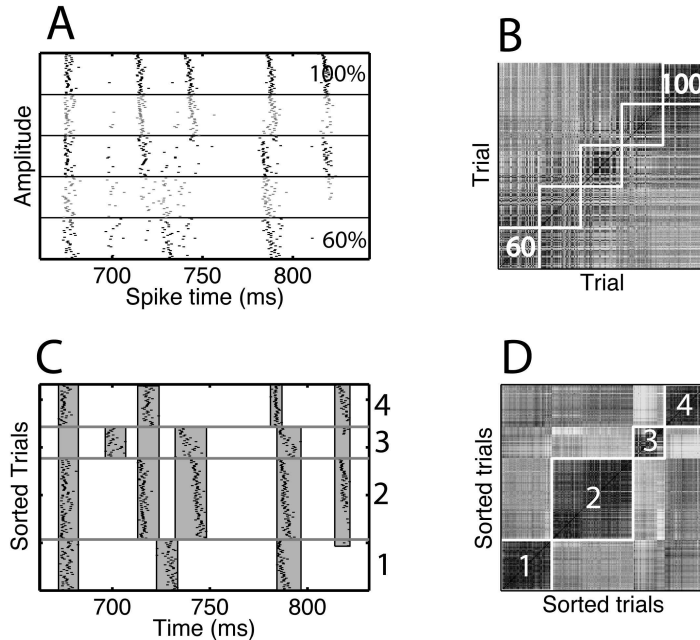 A
Amplitude
100%
60%
700 750 800
Spike time (ms)
B
Trial
100
60
Trial
C
Sorted Trials
4
3
2
1
700 750 800
Time (ms)
D
Sorted trials
4
3
2
1
Sorted trials